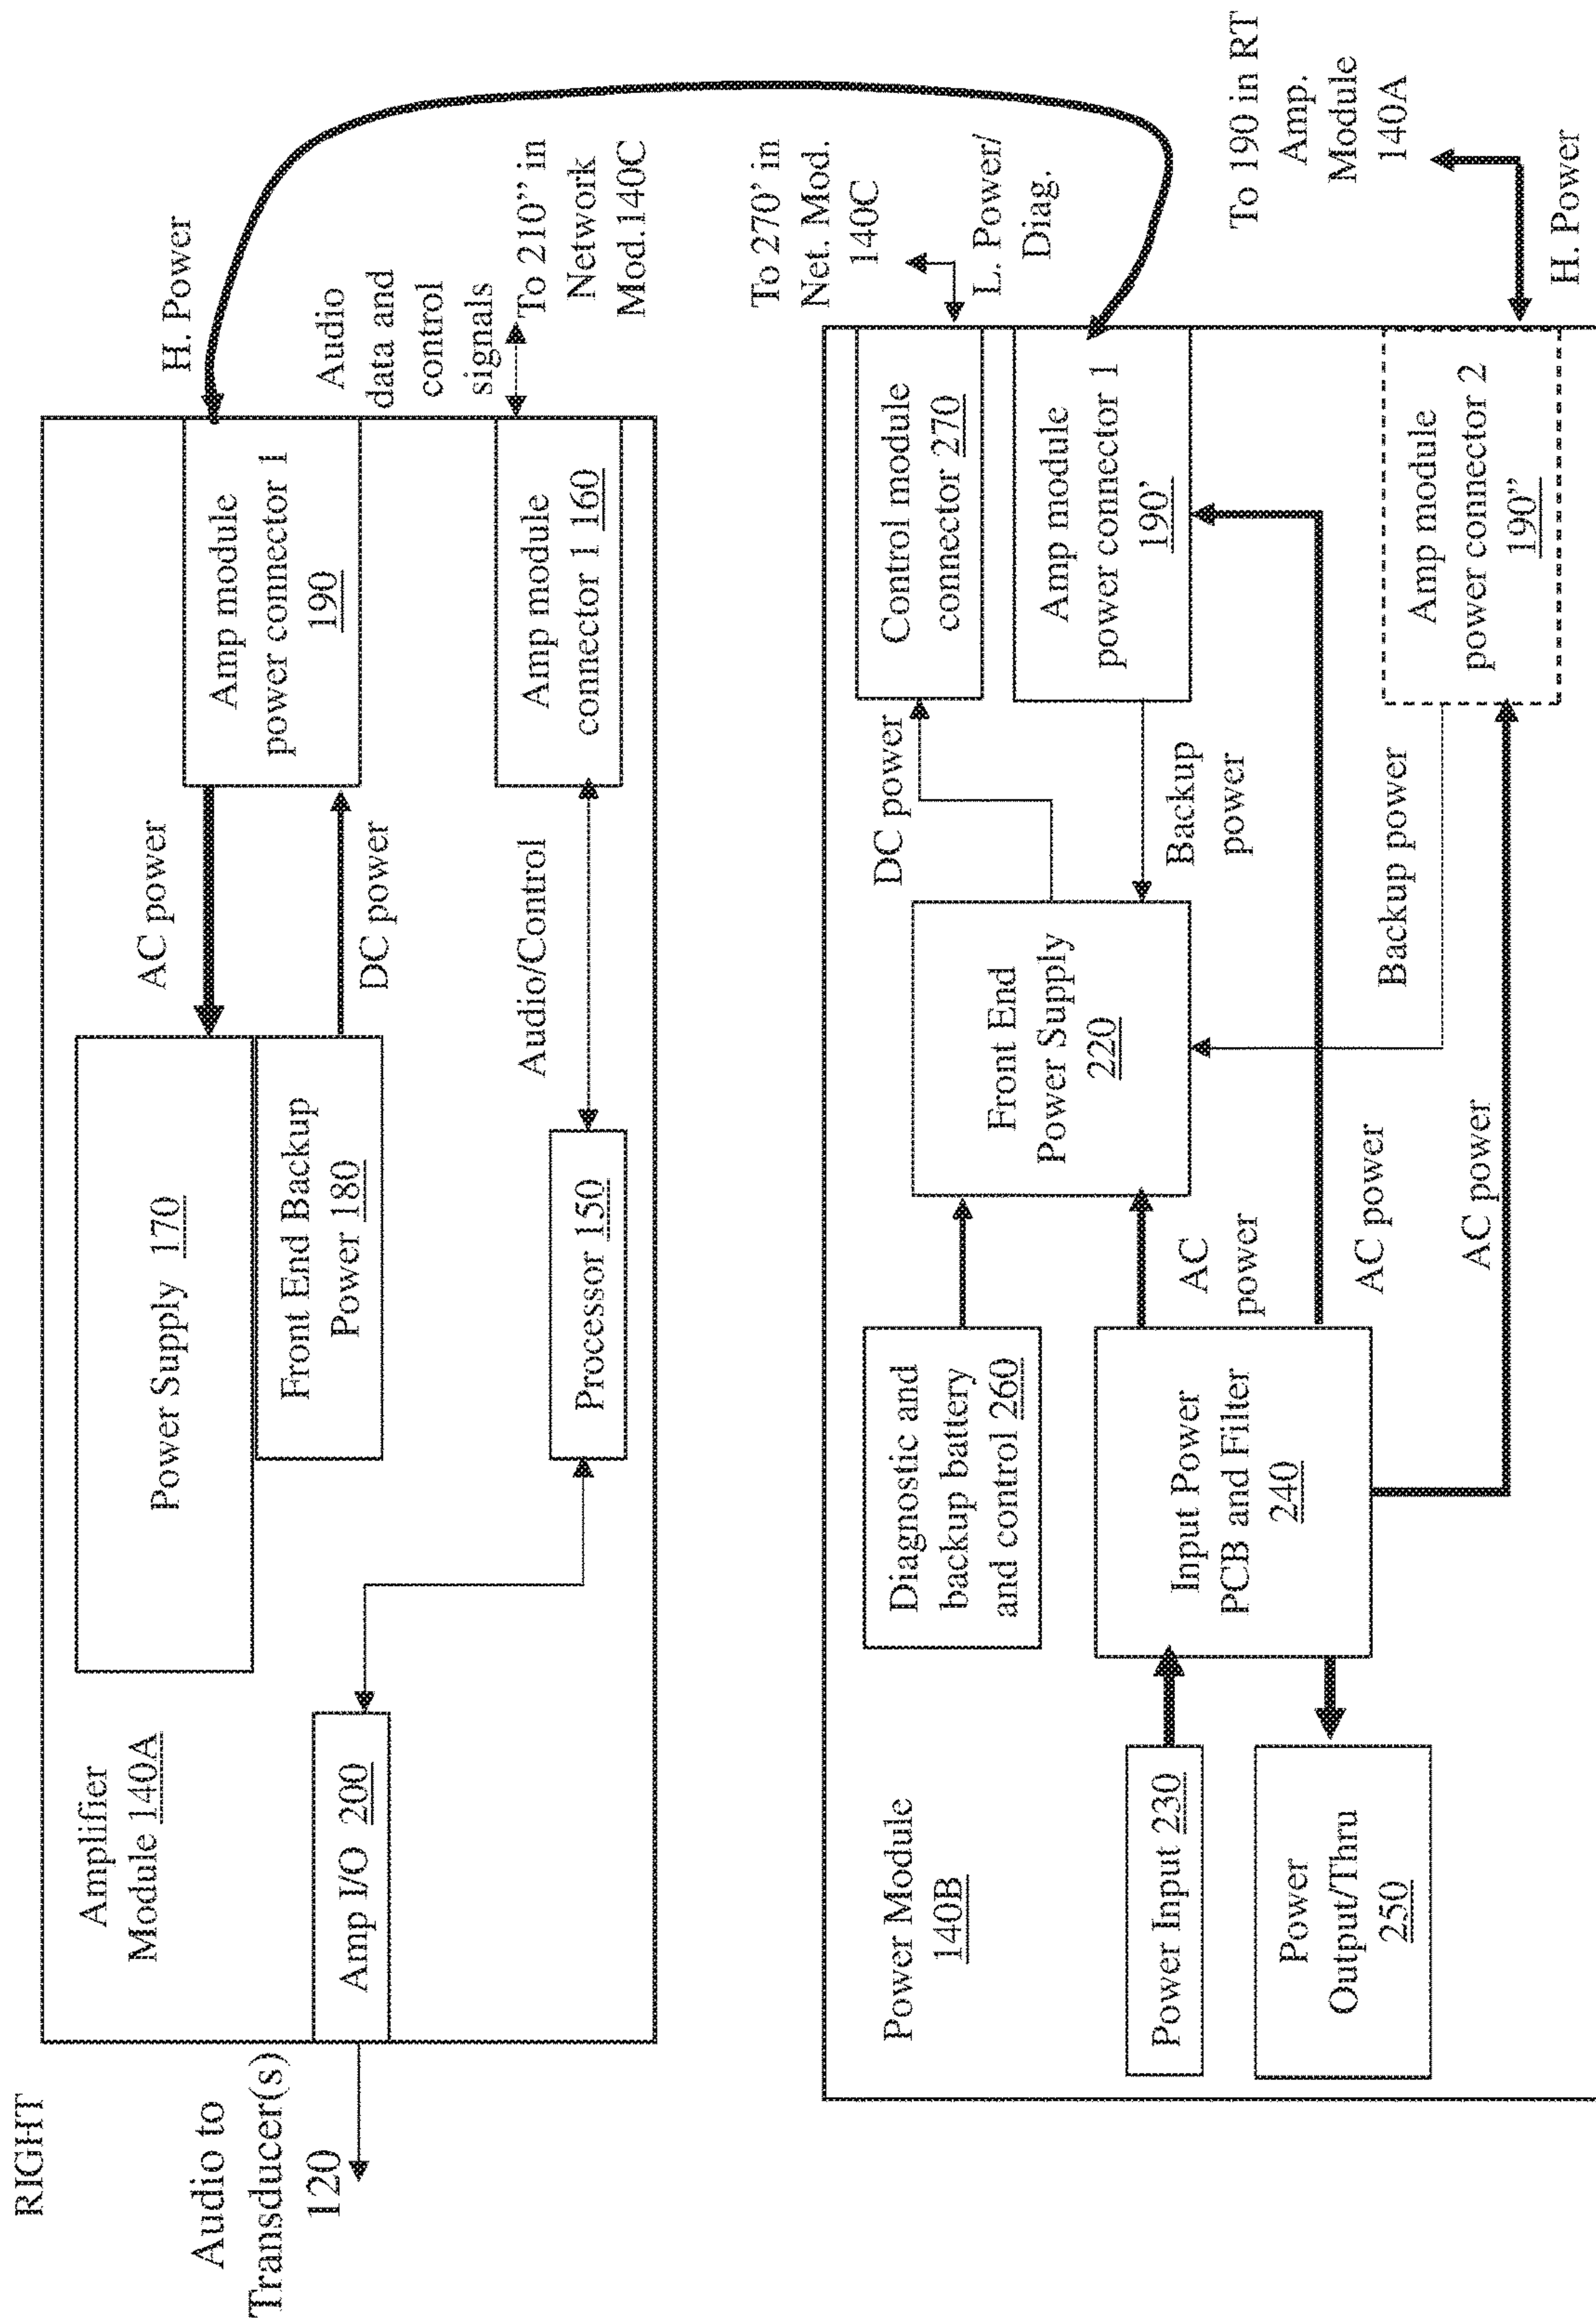 RIGHT
Audio to
Transducer(s)
120
Amplifier
Module 140A
Amp I/O 200
Power Supply 170
Front End Backup
Power 180
Processor 150
AC power
DC power
Audio/Control
Amp module
power connector 1
190
Amp module
connector 1 160
H. Power
Audio
data and
control
signals
To 210” in
Network
Mod.140C
Power Module
140B
Power Input 230
Power
Output/Thru
250
Diagnostic and
backup battery
and control 260
Input Power
PCB and Filter
240
Front End
Power Supply
220
AC
power
AC power
AC power
DC power
Backup
power
Backup power
Control module
connector 270
Amp module
power connector 1
190’
Amp module
power connector 2
190”
To 270’ in
Net. Mod.
140C
L. Power/
Diag.
To 190 in RT
Amp.
Module
140A
H. Power